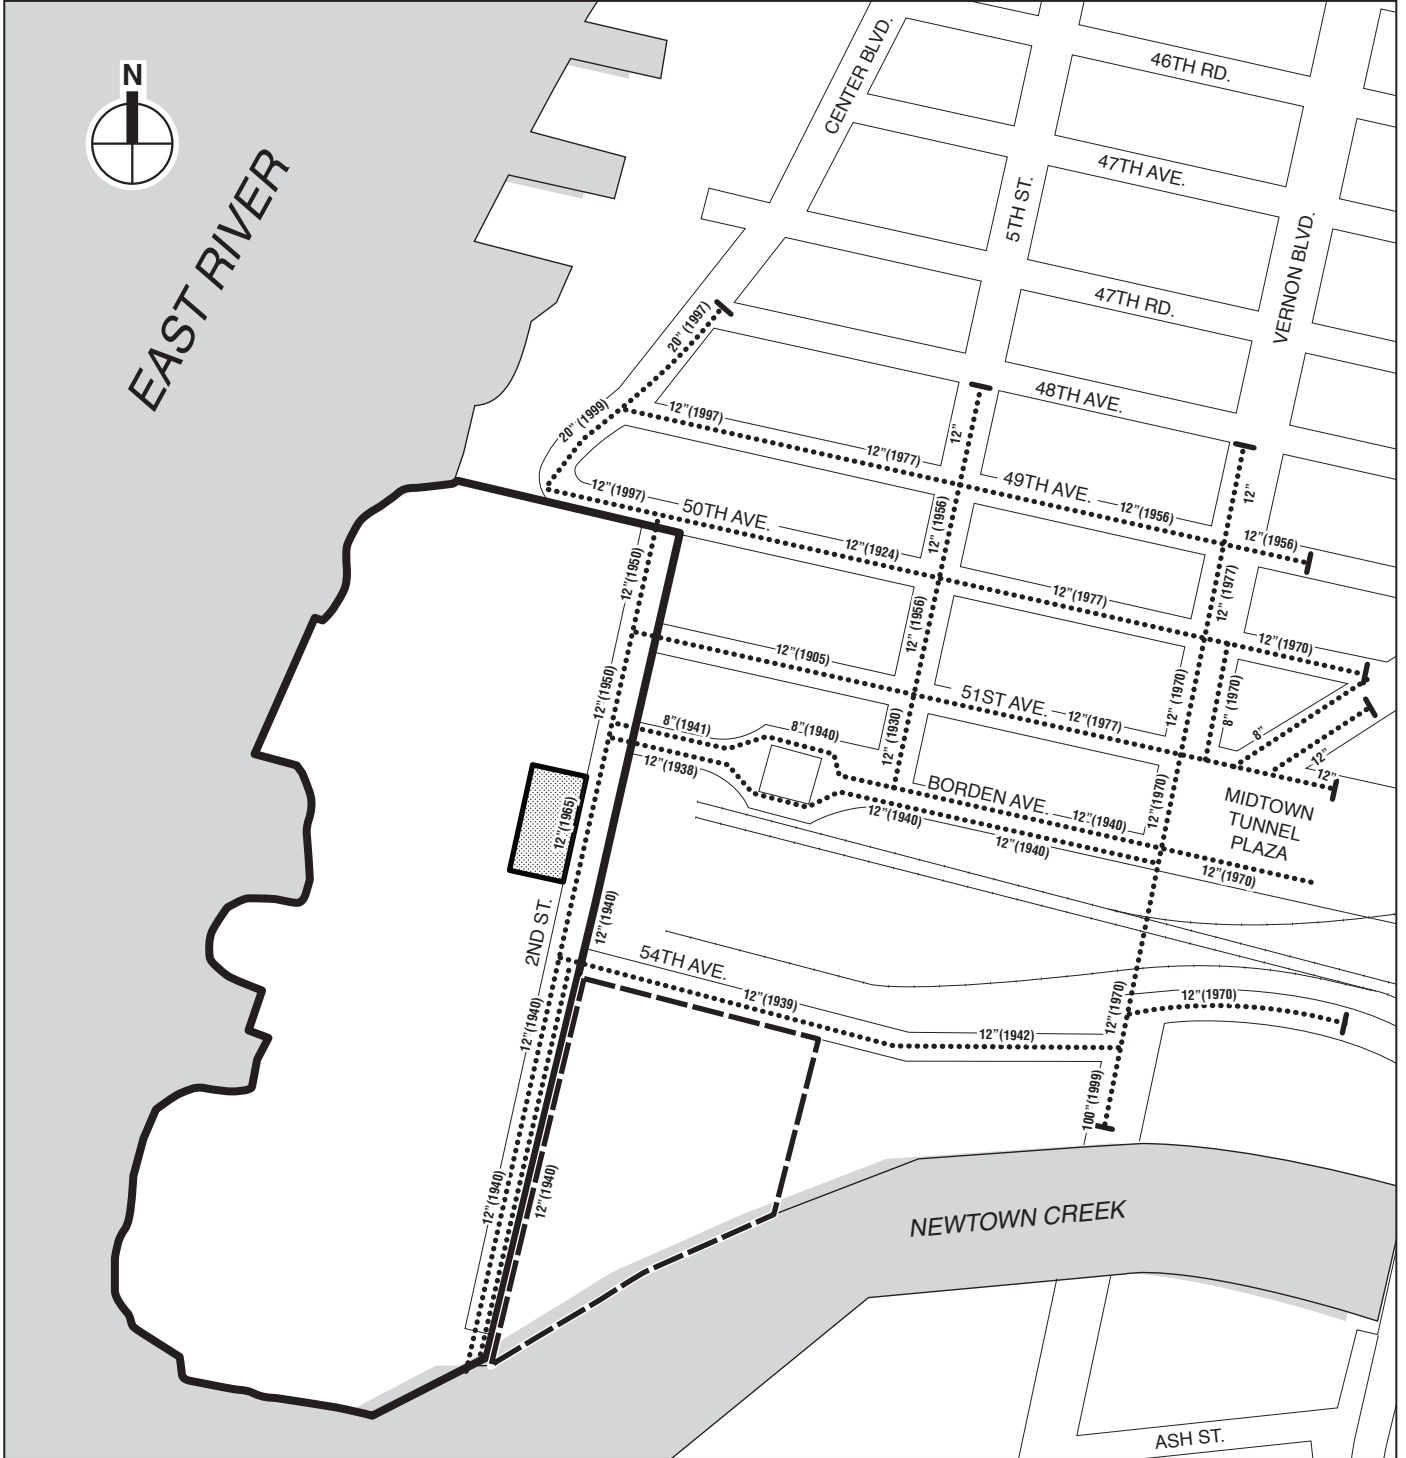 N
EAST RIVER
CENTER BLVD.
46TH RD.
47TH AVE.
5TH ST.
VERNON BLVD.
47TH RD.
48TH AVE.
20" (1997)
20" (1999)
12"(1997)
12"(1977)
12"
49TH AVE.
12"
12"(1956)
12"(1956)
12"(1997)
50TH AVE.
12"(1924)
12" (1956)
12"(1977)
12" (1977)
12"(1970)
12"(1950)
12"(1905)
12" (1956)
51ST AVE.
12"(1977)
12" (1970)
8" (1970)
8"
12"
12"
12"(1950)
8"(1941)
8"(1940)
12" (1930)
12"(1938)
BORDEN AVE.
12"(1940)
12"(1970)
MIDTOWN
TUNNEL
PLAZA
12"(1965)
12"(1940)
12"(1940)
12"(1970)
2ND ST.
12"(1940)
54TH AVE.
12"(1939)
12"(1942)
12"(1970)
12"(1970)
12"(1940)
100"(1999)
12"(1940)
12"(1940)
NEWTOWN CREEK
ASH ST.